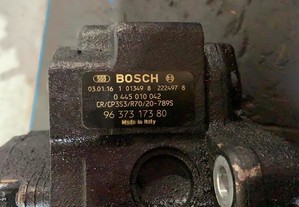 BOSCH
03.01.16 1 01349 8 222497 8
0 445 010 042
CR/CP3S3/R70/20-789S
96 373 173 80
Made in Italy